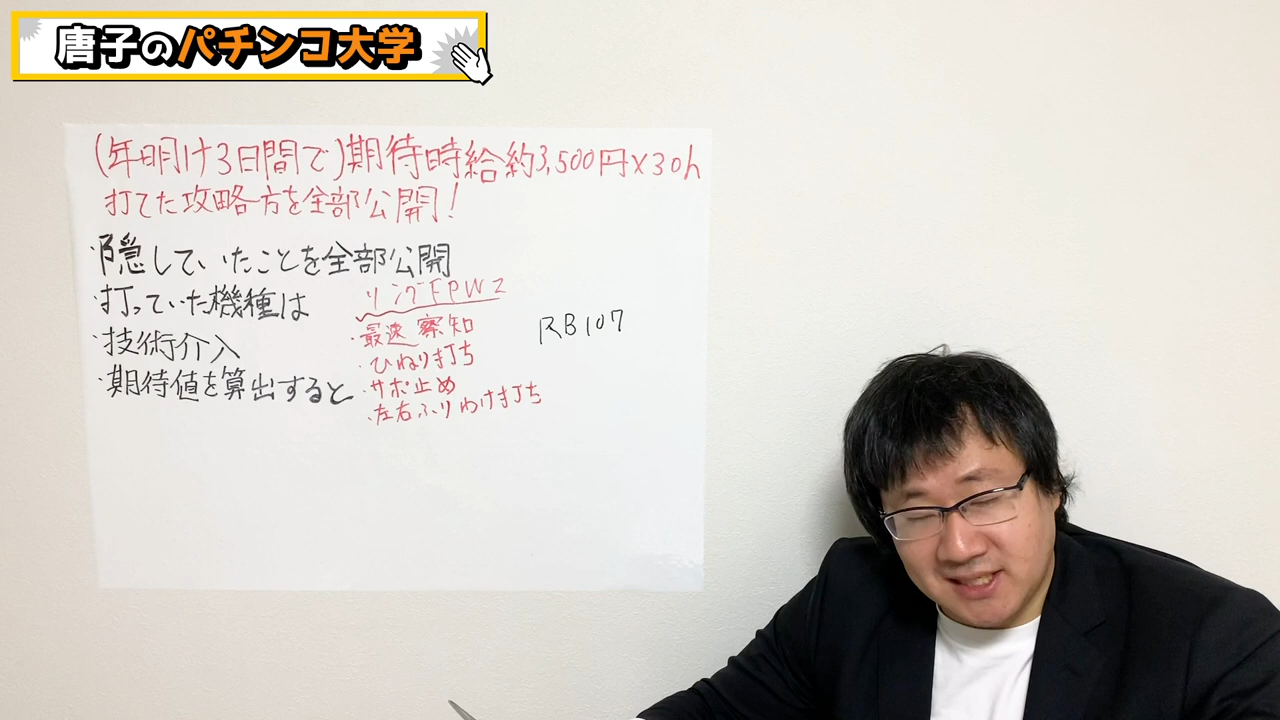 唐子のパチンコ大学
(年明け3日間で)期待時給約3,500円×30h
打てた攻略方を全部公開!
・隠していたことを全部公開
・打っていた機種は
リングFPW2
・技術介入
・最速察知
・ひねり打ち
RB107
・期待値を算出すると
・サポ止め
・左右ふりわけ打ち